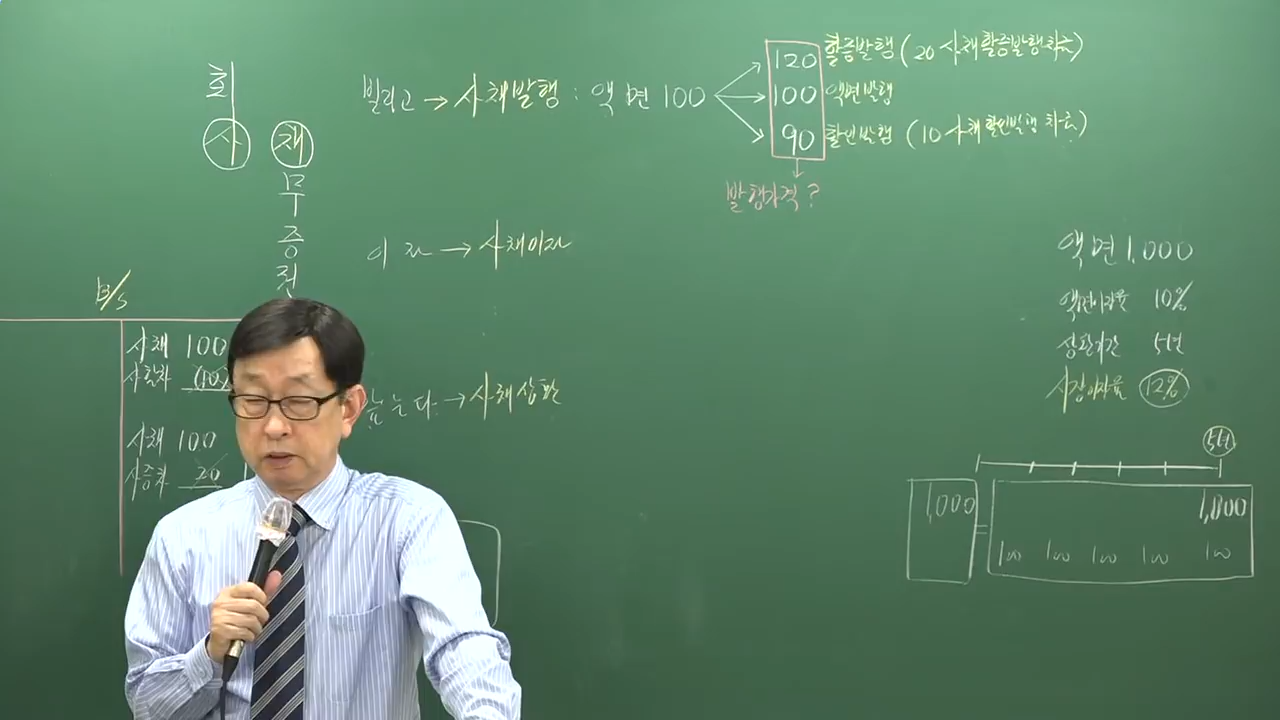 회
사 채
무
증
권
빌리고 → 사채발행 : 액면 100
120 할증발행 (20 사채할증발행차금)
100 액면발행
90 할인발행 (10 사채할인발행차금)
발행가격?
이자 → 사채이자
갚는다 → 사채상환
B/S
사채 100
사할차 (10)
사채 100
사증차 20
액면 1,000
액면이자율 10%
상환기간 5년
시장이자율 12%
5년
1,000 = 1,000
100 100 100 100 100